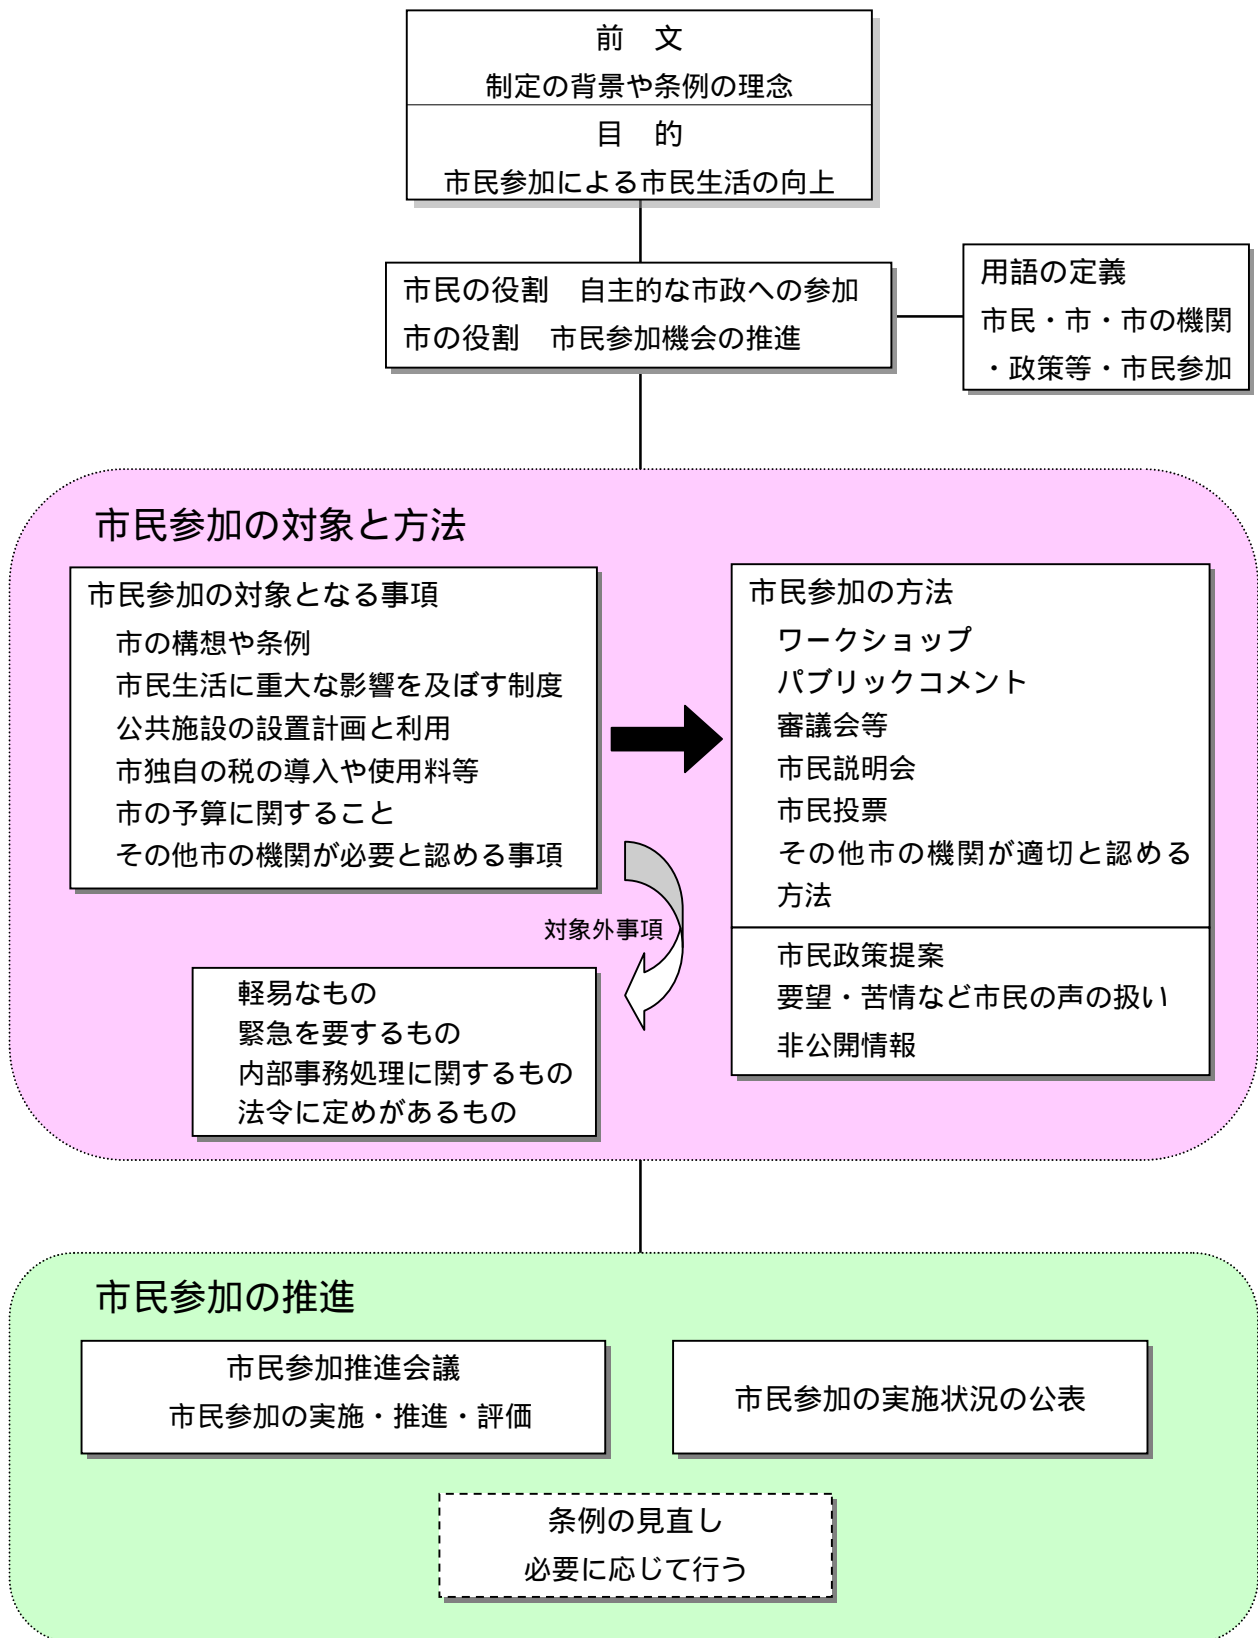 前　文
制定の背景や条例の理念
目　的
市民参加による市民生活の向上
市民の役割　自主的な市政への参加
市の役割　市民参加機会の推進
用語の定義
市民・市・市の機関
・政策等・市民参加
市民参加の対象と方法
市民参加の対象となる事項
市の構想や条例
市民生活に重大な影響を及ぼす制度
公共施設の設置計画と利用
市独自の税の導入や使用料等
市の予算に関すること
その他市の機関が必要と認める事項
対象外事項
軽易なもの
緊急を要するもの
内部事務処理に関するもの
法令に定めがあるもの
市民参加の方法
ワークショップ
パブリックコメント
審議会等
市民説明会
市民投票
その他市の機関が適切と認める
方法
市民政策提案
要望・苦情など市民の声の扱い
非公開情報
市民参加の推進
市民参加推進会議
市民参加の実施・推進・評価
市民参加の実施状況の公表
条例の見直し
必要に応じて行う